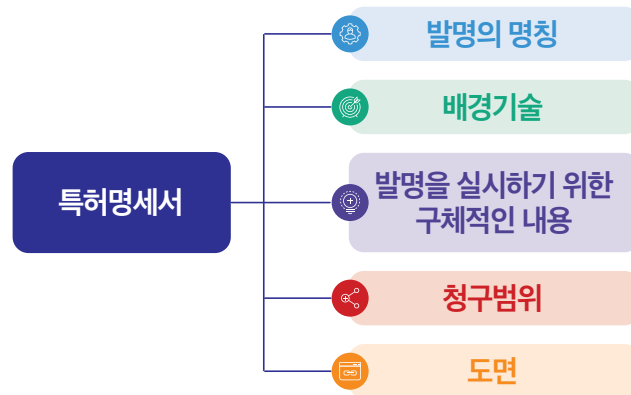 발명의 명칭
배경기술
특허명세서
발명을 실시하기 위한
구체적인 내용
청구범위
도면